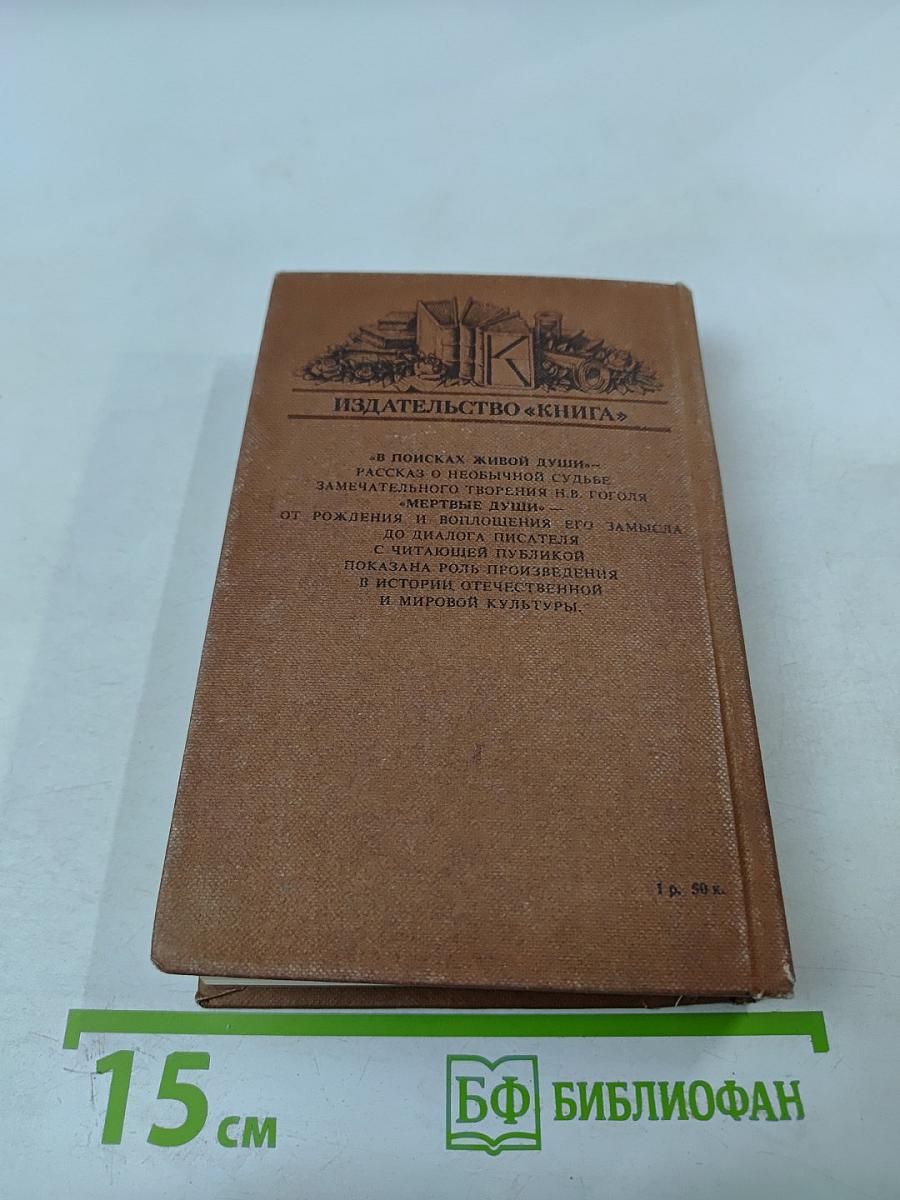 К
ИЗДАТЕЛЬСТВО «КНИГА»
«В ПОИСКАХ ЖИВОЙ ДУШИ»—
РАССКАЗ О НЕОБЫЧНОЙ СУДЬБЕ
ЗАМЕЧАТЕЛЬНОГО ТВОРЕНИЯ Н.В. ГОГОЛЯ
«МЕРТВЫЕ ДУШИ» —
ОТ РОЖДЕНИЯ И ВОПЛОЩЕНИЯ ЕГО ЗАМЫСЛА
ДО ДИАЛОГА ПИСАТЕЛЯ
С ЧИТАЮЩЕЙ ПУБЛИКОЙ
ПОКАЗАНА РОЛЬ ПРОИЗВЕДЕНИЯ
В ИСТОРИИ ОТЕЧЕСТВЕННОЙ
И МИРОВОЙ КУЛЬТУРЫ.
1 р. 50 к.
15 см
БФ БИБЛИОФАН